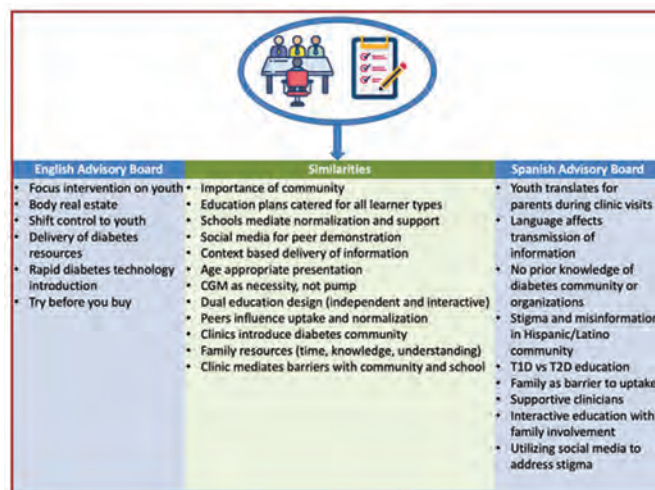 English Advisory Board
• Focus intervention on youth
• Body real estate
• Shift control to youth
• Delivery of diabetes
resources
• Rapid diabetes technology
introduction
• Try before you buy
Similarities
• Importance of community
• Education plans catered for all learner types
• Schools mediate normalization and support
• Social media for peer demonstration
• Context based delivery of information
• Age appropriate presentation
• CGM as necessity, not pump
• Dual education design (independent and interactive)
• Peers influence uptake and normalization
• Clinics introduce diabetes community
• Family resources (time, knowledge, understanding)
• Clinic mediates barriers with community and school
Spanish Advisory Board
• Youth translates for
parents during clinic visits
• Language affects
transmission of
information
• No prior knowledge of
diabetes community or
organizations
• Stigma and misinformation
in Hispanic/Latino
community
• T1D vs T2D education
• Family as barrier to uptake
• Supportive clinicians
• Interactive education with
family involvement
• Utilizing social media to
address stigma